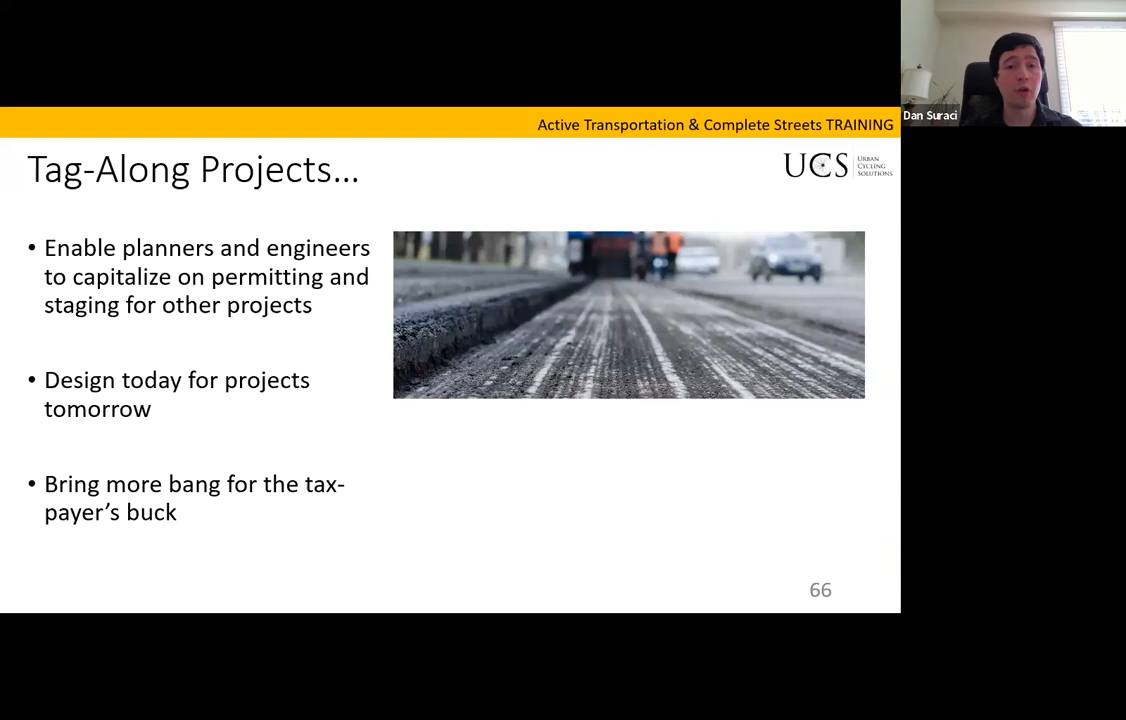 Dan Suraci
Active Transportation & Complete Streets TRAINING
Tag-Along Projects…
UCS
URBAN
CYCLING
SOLUTIONS
• Enable planners and engineers
to capitalize on permitting and
staging for other projects
• Design today for projects
tomorrow
• Bring more bang for the tax-
payer’s buck
66